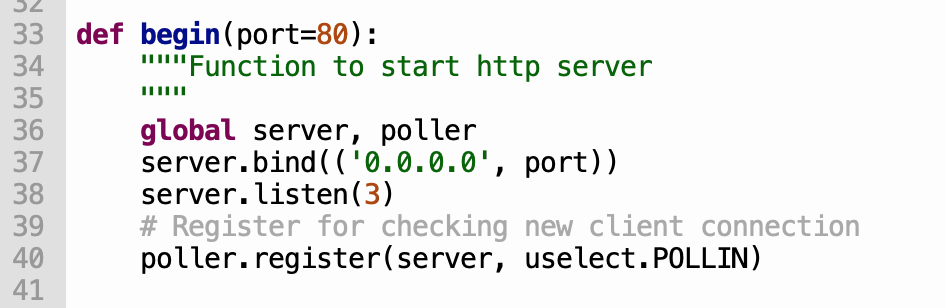 32
33 def begin(port=80):
34     """Function to start http server
35     """
36     global server, poller
37     server.bind(('0.0.0.0', port))
38     server.listen(3)
39     # Register for checking new client connection
40     poller.register(server, uselect.POLLIN)
41